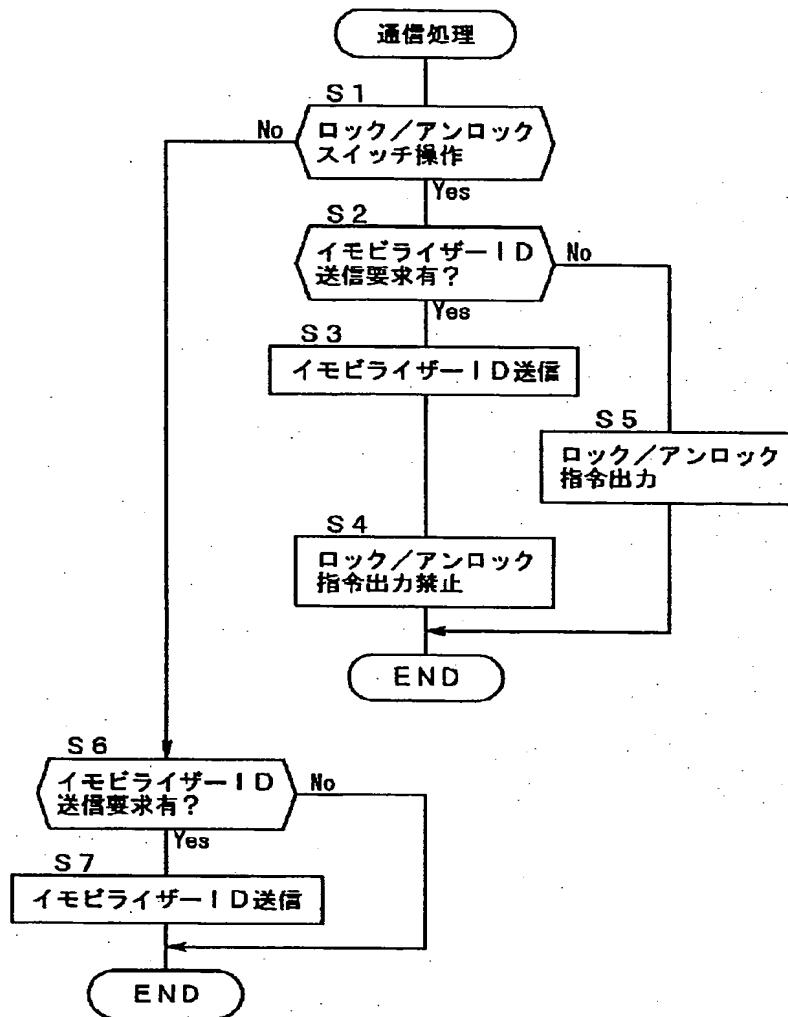 通信処理
S1
ロック/アンロック
スイッチ操作
No
Yes
S2
イモビライザーID
送信要求有?
No
Yes
S3
イモビライザーID送信
S5
ロック/アンロック
指令出力
S4
ロック/アンロック
指令出力禁止
END
S6
イモビライザーID
送信要求有?
No
Yes
S7
イモビライザーID送信
END